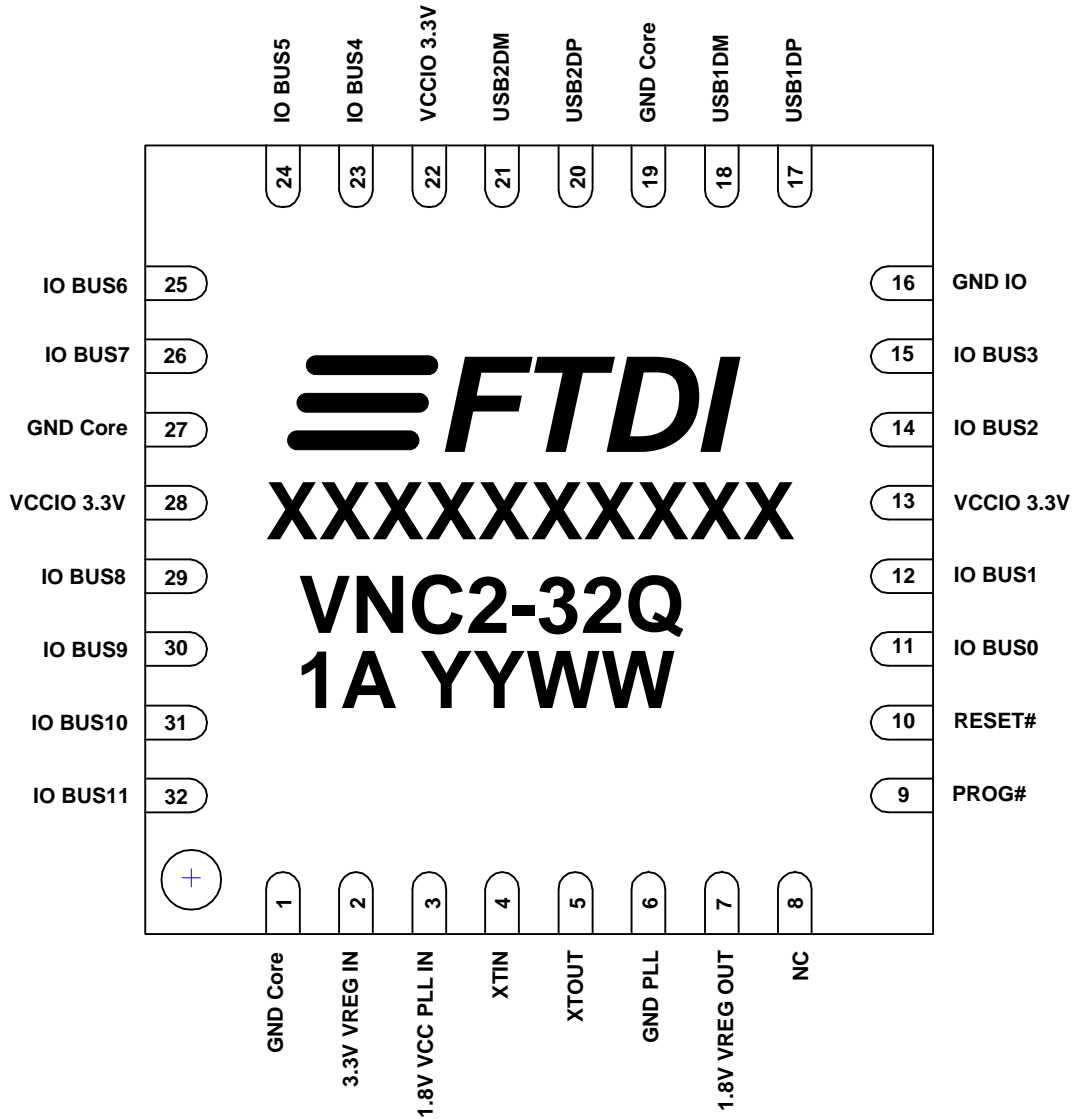 IO BUS5
IO BUS4
VCCIO 3.3V
USB2DM
USB2DP
GND Core
USB1DM
USB1DP
24
23
22
21
20
19
18
17
IO BUS6 25
IO BUS7 26
GND Core 27
VCCIO 3.3V 28
IO BUS8 29
IO BUS9 30
IO BUS10 31
IO BUS11 32
FTDI
XXXXXXXXXX
VNC2-32Q
1A YYWW
16 GND IO
15 IO BUS3
14 IO BUS2
13 VCCIO 3.3V
12 IO BUS1
11 IO BUS0
10 RESET#
9 PROG#
1
2
3
4
5
6
7
8
GND Core
3.3V VREG IN
1.8V VCC PLL IN
XTIN
XTOUT
GND PLL
1.8V VREG OUT
NC